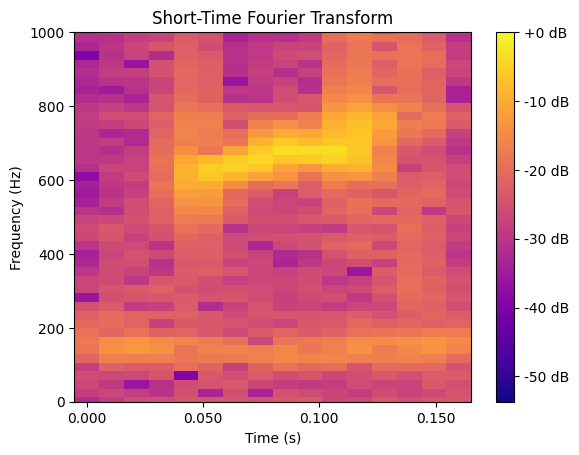 Short-Time Fourier Transform
1000
800
600
400
200
0
Frequency (Hz)
0.000
0.050
0.100
0.150
Time (s)
+0 dB
-10 dB
-20 dB
-30 dB
-40 dB
-50 dB